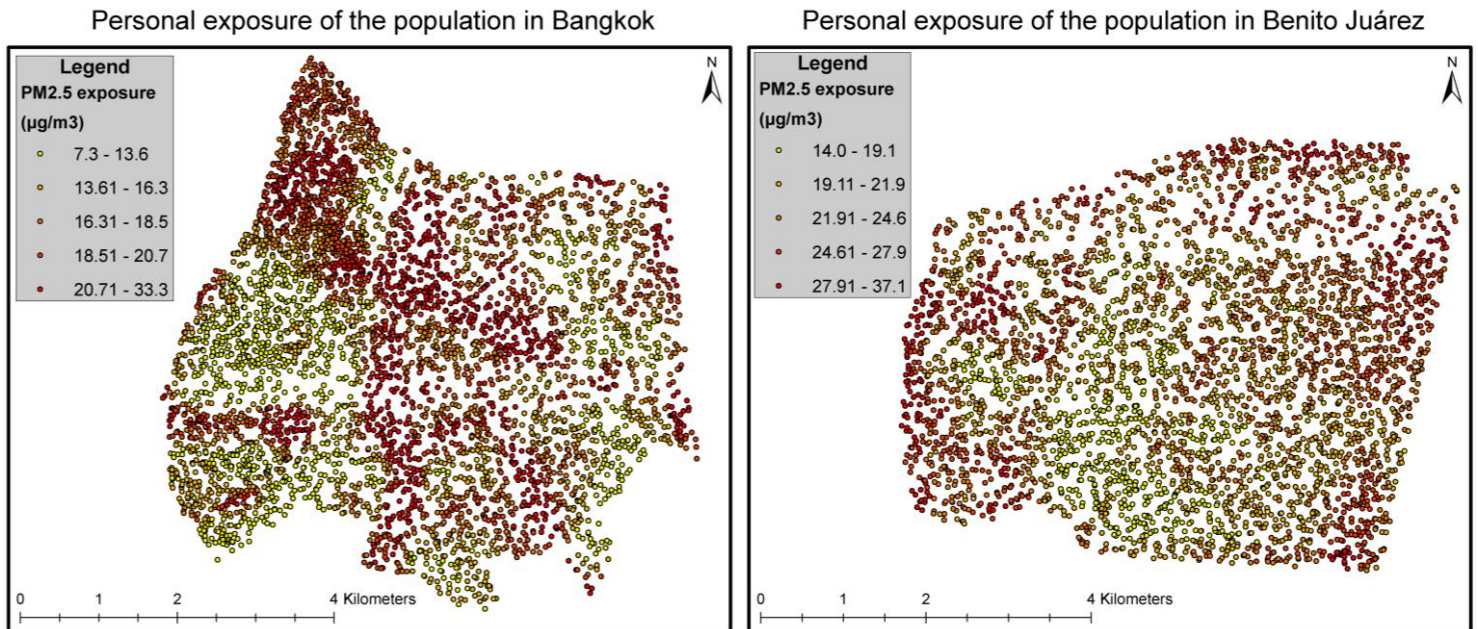 Personal exposure of the population in Bangkok
Legend
PM2.5 exposure
(µg/m3)
7.3 - 13.6
13.61 - 16.3
16.31 - 18.5
18.51 - 20.7
20.71 - 33.3
N
0 1 2 4 Kilometers
Personal exposure of the population in Benito Juárez
Legend
PM2.5 exposure
(µg/m3)
14.0 - 19.1
19.11 - 21.9
21.91 - 24.6
24.61 - 27.9
27.91 - 37.1
N
0 1 2 4 Kilometers